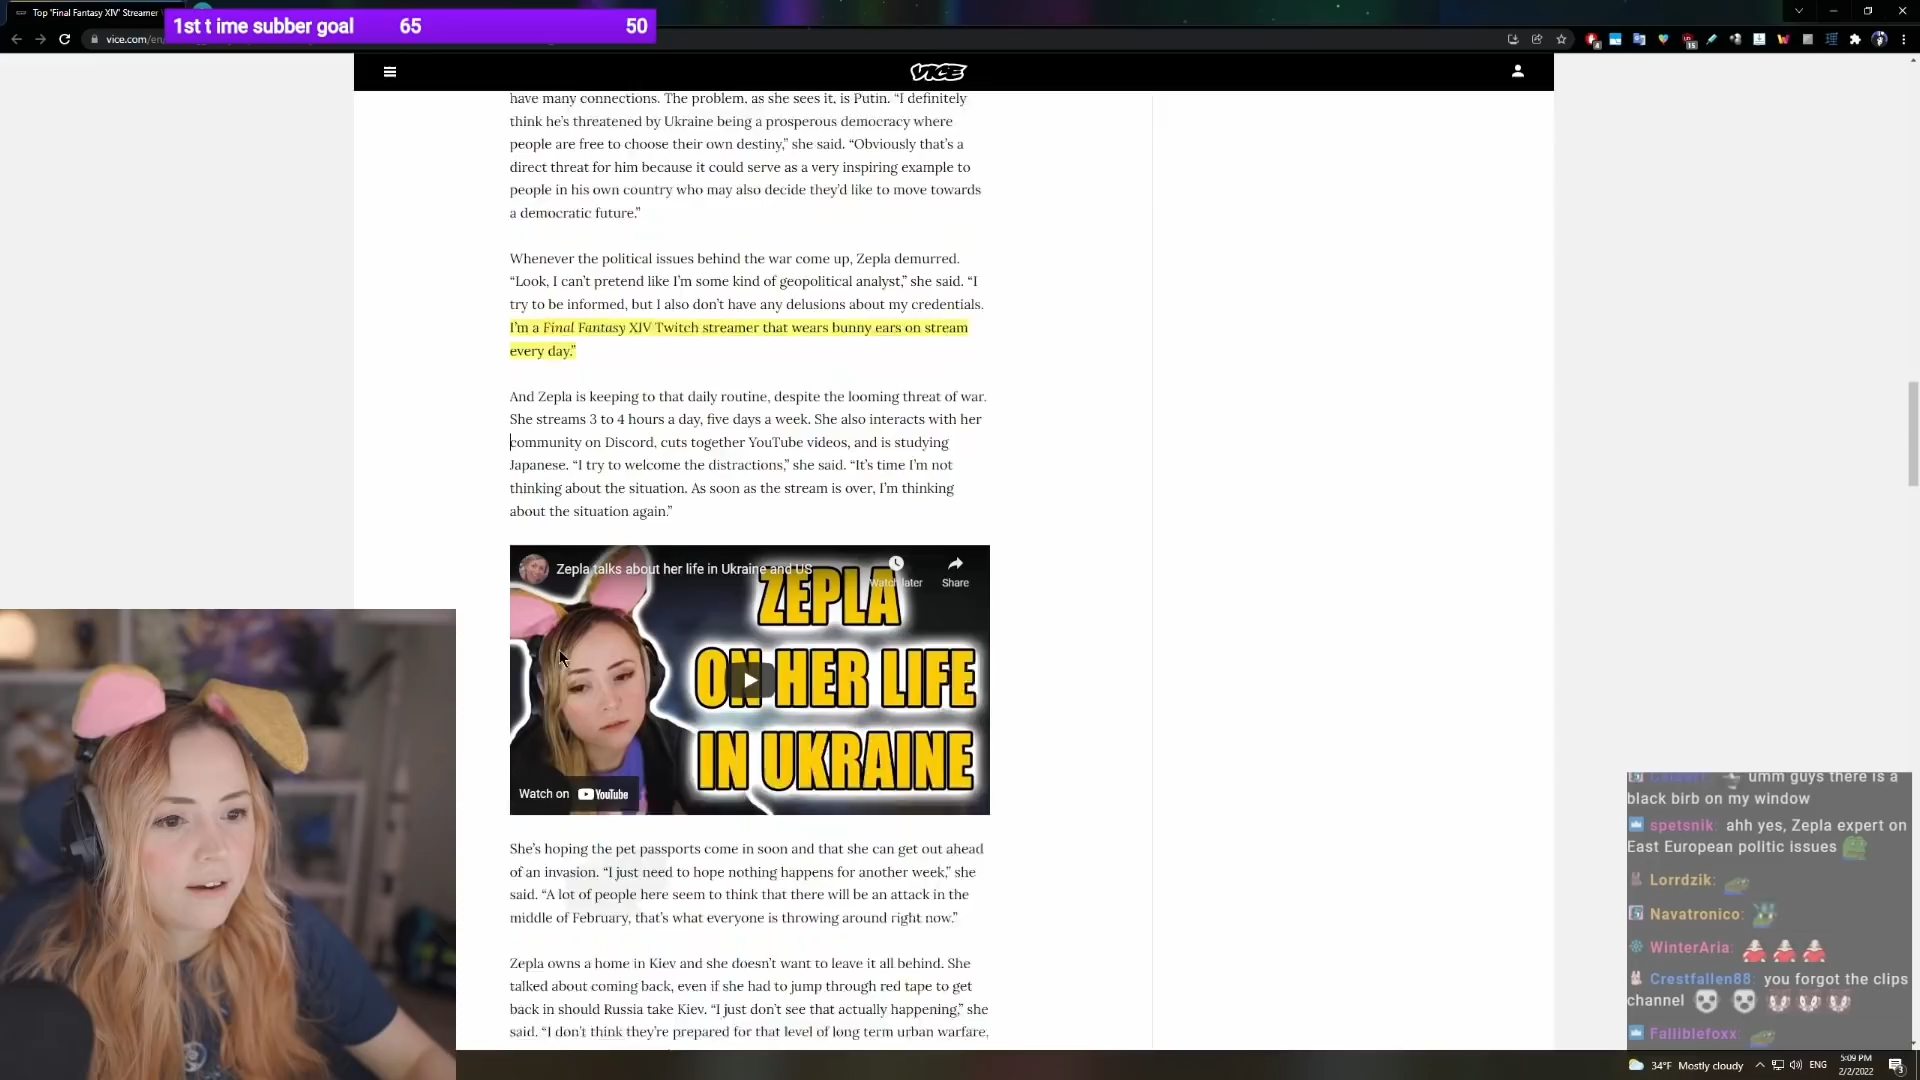 Top 'Final Fantasy XIV' Streamer
1st t ime subber goal 65 50
vice.com/en
VICE
have many connections. The problem, as she sees it, is Putin. “I definitely
think he’s threatened by Ukraine being a prosperous democracy where
people are free to choose their own destiny,” she said. “Obviously that’s a
direct threat for him because it could serve as a very inspiring example to
people in his own country who may also decide they’d like to move towards
a democratic future.”
Whenever the political issues behind the war come up, Zepla demurred.
“Look, I can’t pretend like I’m some kind of geopolitical analyst,” she said. “I
try to be informed, but I also don’t have any delusions about my credentials.
I’m a Final Fantasy XIV Twitch streamer that wears bunny ears on stream
every day.”
And Zepla is keeping to that daily routine, despite the looming threat of war.
She streams 3 to 4 hours a day, five days a week. She also interacts with her
community on Discord, cuts together YouTube videos, and is studying
Japanese. “I try to welcome the distractions,” she said. “It’s time I’m not
thinking about the situation. As soon as the stream is over, I’m thinking
about the situation again.”
Zepla talks about her life in Ukraine and US
Watch later
Share
ZEPLA
ON HER LIFE
IN UKRAINE
Watch on YouTube
She’s hoping the pet passports come in soon and that she can get out ahead
of an invasion. “I just need to hope nothing happens for another week,” she
said. “A lot of people here seem to think that there will be an attack in the
middle of February, that’s what everyone is throwing around right now.”
Zepla owns a home in Kiev and she doesn’t want to leave it all behind. She
talked about coming back, even if she had to jump through red tape to get
back in should Russia take Kiev. “I just don’t see that actually happening,” she
said. “I don’t think they’re prepared for that level of long term urban warfare,
umm guys there is a
black birb on my window
spetsnik: ahh yes, Zepla expert on
East European politic issues
Lorrdzik:
Navatronico:
WinterAria:
Crestfallen88: you forgot the clips
channel
Falliblefoxx:
34°F Mostly cloudy
ENG
5:09 PM
2/2/2022